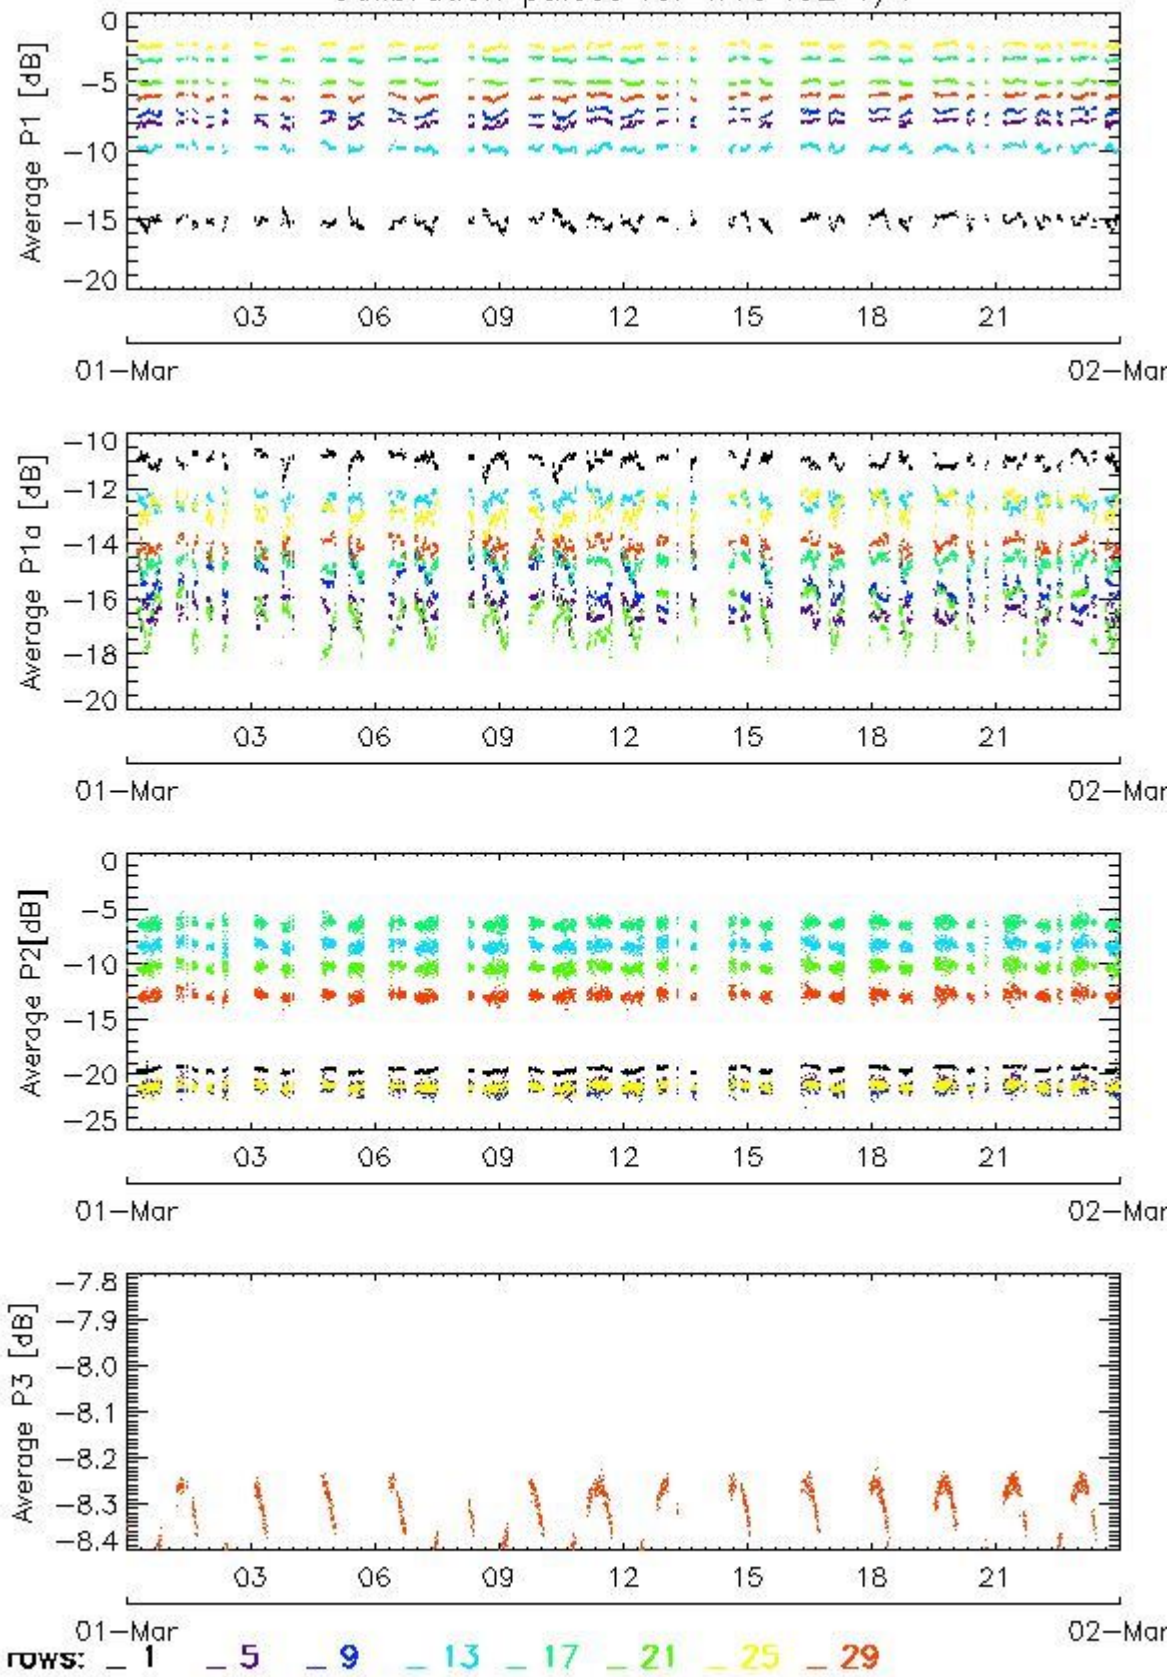 0
-5
-10
-15
-20
Average P1 [dB]
03 06 09 12 15 18 21
01-Mar 02-Mar
-10
-12
-14
-16
-18
-20
Average P1a [dB]
03 06 09 12 15 18 21
01-Mar 02-Mar
0
-5
-10
-15
-20
-25
Average P2[dB]
03 06 09 12 15 18 21
01-Mar 02-Mar
-7.8
-7.9
-8.0
-8.1
-8.2
-8.3
-8.4
Average P3 [dB]
03 06 09 12 15 18 21
01-Mar 02-Mar
rows: _ 1 _ 5 _ 9 _ 13 _ 17 _ 21 _ 25 _ 29